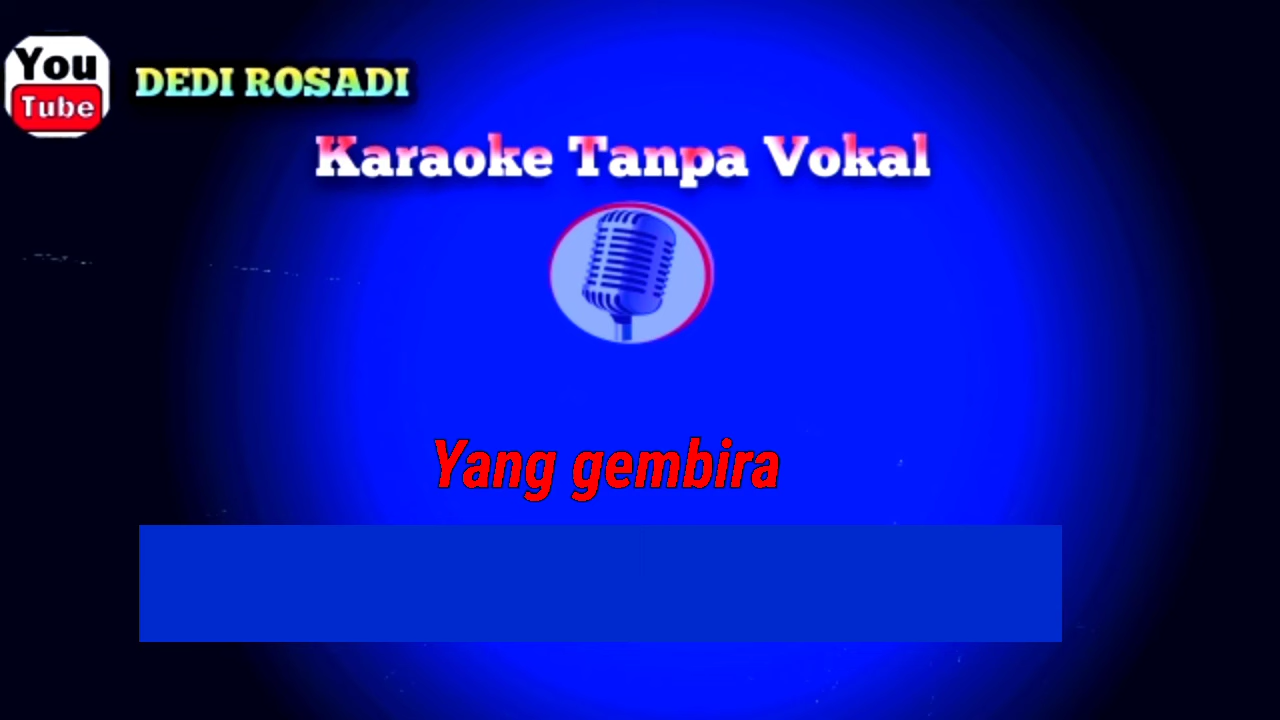 You
Tube
DEDI ROSADI
Karaoke Tanpa Vokal
Yang gembira